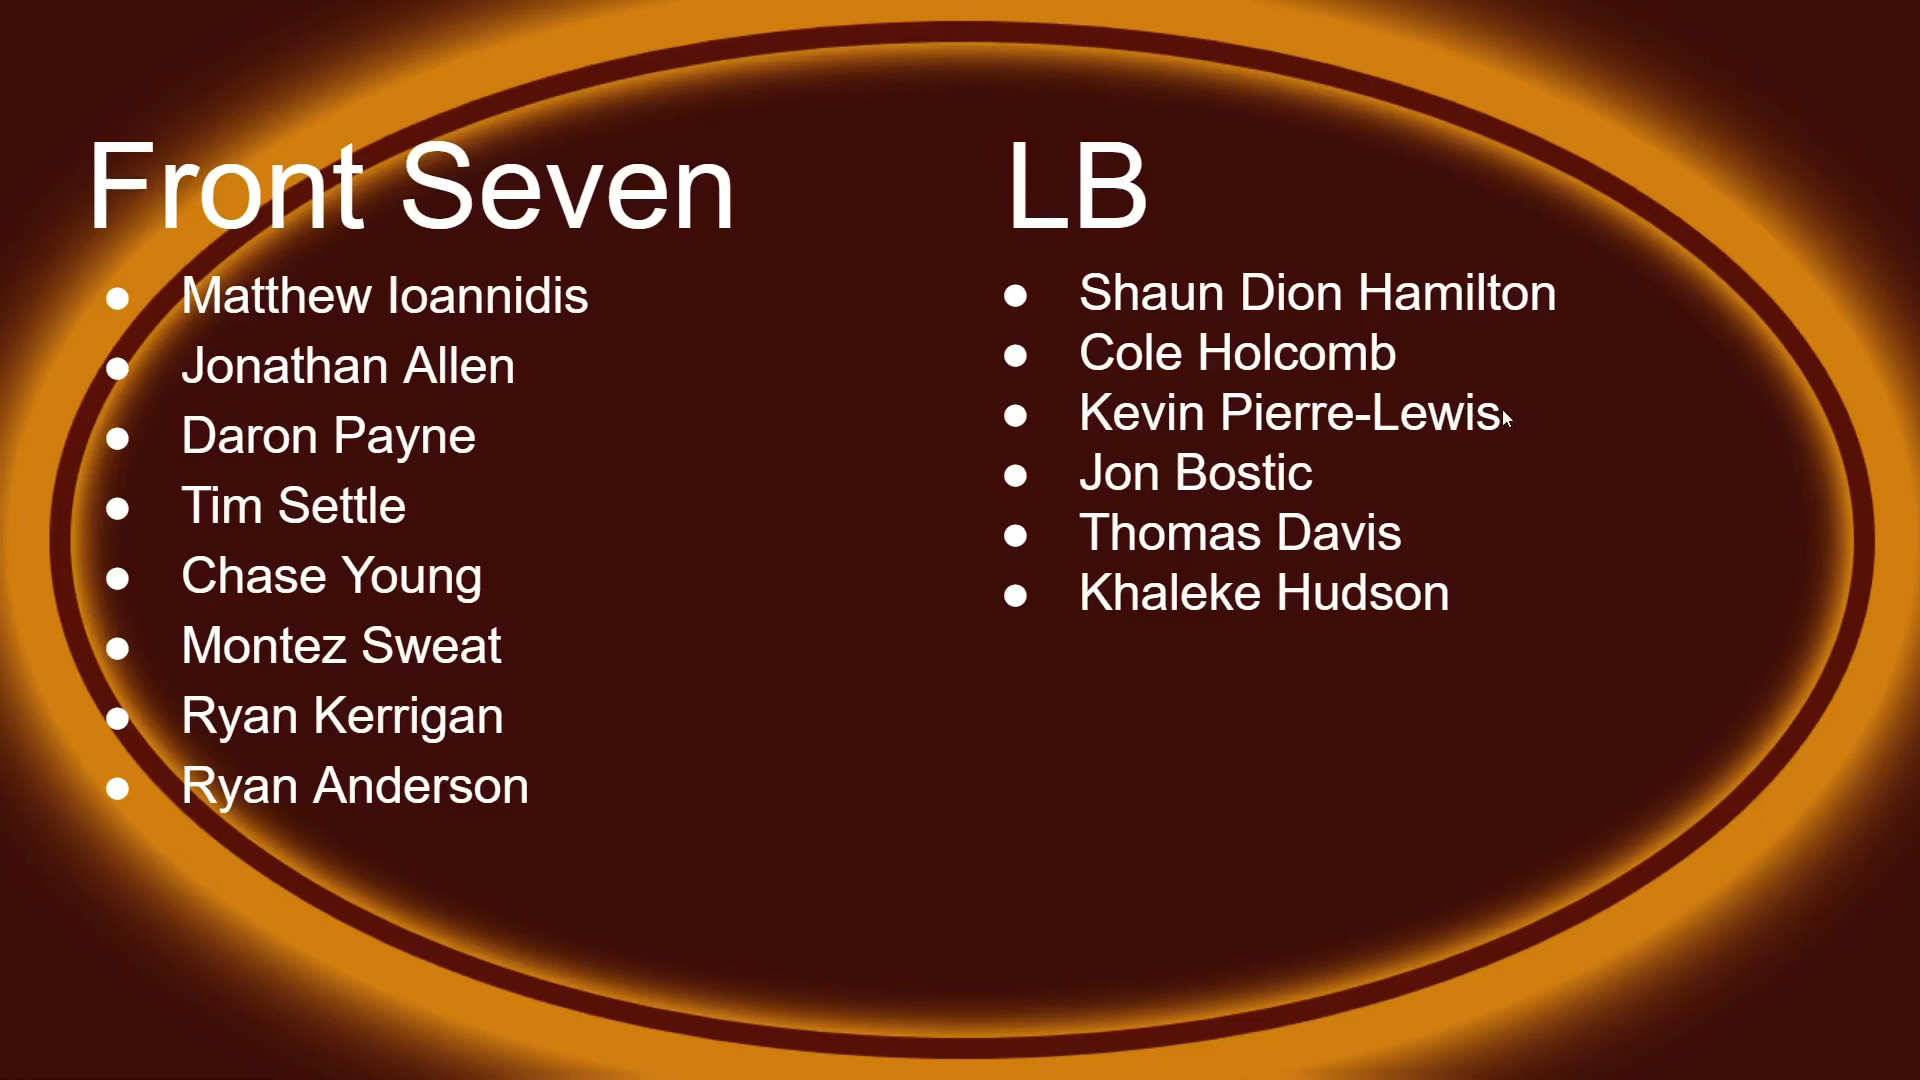 Front Seven
Matthew Ioannidis
Jonathan Allen
Daron Payne
Tim Settle
Chase Young
Montez Sweat
Ryan Kerrigan
Ryan Anderson
LB
Shaun Dion Hamilton
Cole Holcomb
Kevin Pierre-Lewis
Jon Bostic
Thomas Davis
Khaleke Hudson